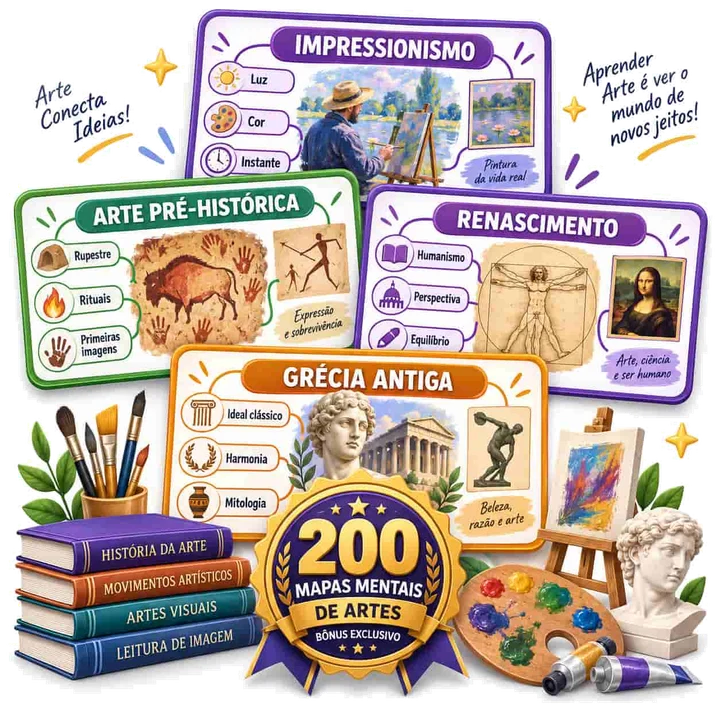 IMPRESSIONISMO
Luz
Cor
Instante
Pintura
da vida real
Arte
Conecta
Ideias!
Aprender
Arte é ver o
mundo de
novos jeitos!
ARTE PRÉ-HISTÓRICA
Rupestre
Rituais
Primeiras
imagens
Expressão
e sobrevivência
RENASCIMENTO
Humanismo
Perspectiva
Equilíbrio
Arte, ciência
e ser humano
GRÉCIA ANTIGA
Ideal clássico
Harmonia
Mitologia
Beleza,
razão e arte
HISTÓRIA DA ARTE
MOVIMENTOS ARTÍSTICOS
ARTES VISUAIS
LEITURA DE IMAGEM
200
MAPAS MENTAIS
DE ARTES
BÔNUS EXCLUSIVO